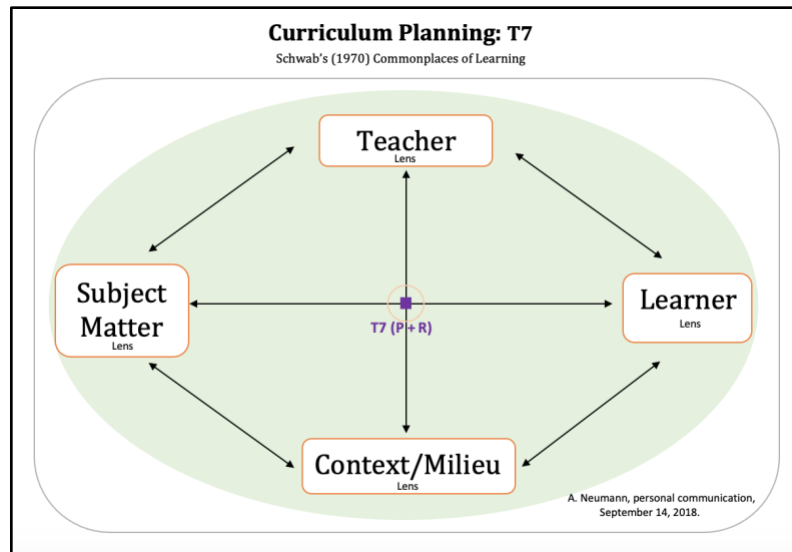 Curriculum Planning: T7
Schwab's (1970) Commonplaces of Learning
Teacher
Lens
Subject
Matter
Lens
Learner
Lens
T7 (P + R)
Context/Milieu
Lens
A. Neumann, personal communication,
September 14, 2018.